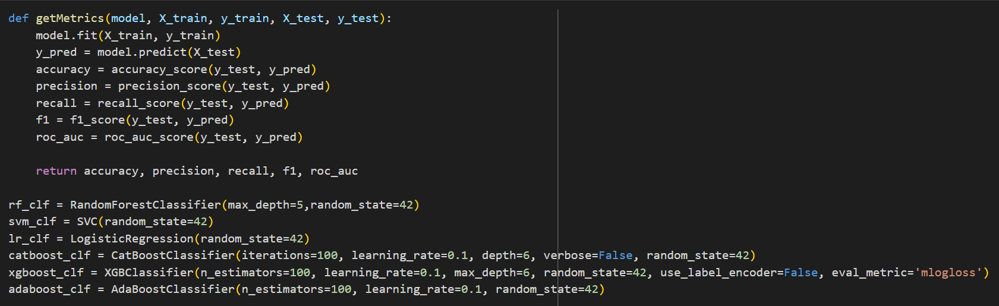 def getMetrics(model, X_train, y_train, X_test, y_test):
    model.fit(X_train, y_train)
    y_pred = model.predict(X_test)
    accuracy = accuracy_score(y_test, y_pred)
    precision = precision_score(y_test, y_pred)
    recall = recall_score(y_test, y_pred)
    f1 = f1_score(y_test, y_pred)
    roc_auc = roc_auc_score(y_test, y_pred)

    return accuracy, precision, recall, f1, roc_auc

rf_clf = RandomForestClassifier(max_depth=5,random_state=42)
svm_clf = SVC(random_state=42)
lr_clf = LogisticRegression(random_state=42)
catboost_clf = CatBoostClassifier(iterations=100, learning_rate=0.1, depth=6, verbose=False, random_state=42)
xgboost_clf = XGBClassifier(n_estimators=100, learning_rate=0.1, max_depth=6, random_state=42, use_label_encoder=False, eval_metric='mlogloss')
adaboost_clf = AdaBoostClassifier(n_estimators=100, learning_rate=0.1, random_state=42)